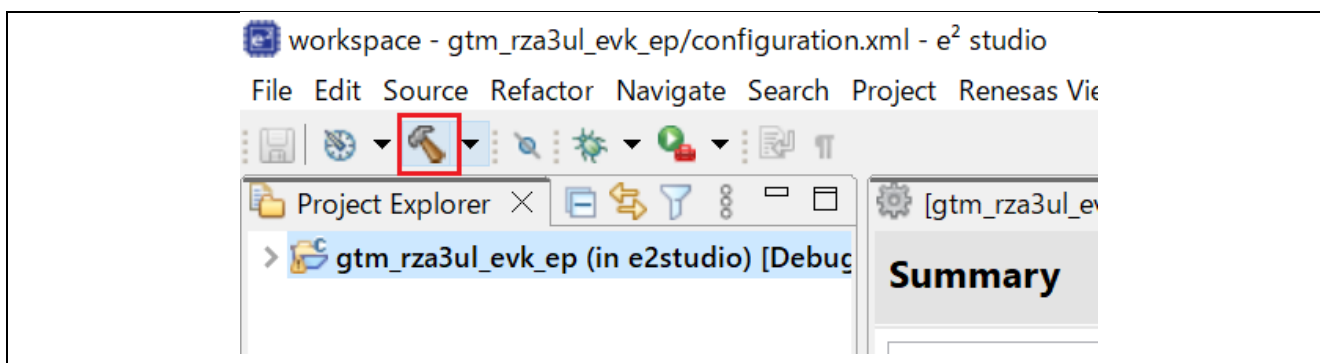 workspace - gtm_rza3ul_evk_ep/configuration.xml - e² studio
File Edit Source Refactor Navigate Search Project Renesas Vie
Project Explorer
[gtm_rza3ul_ev
gtm_rza3ul_evk_ep (in e2studio) [Debug
Summary